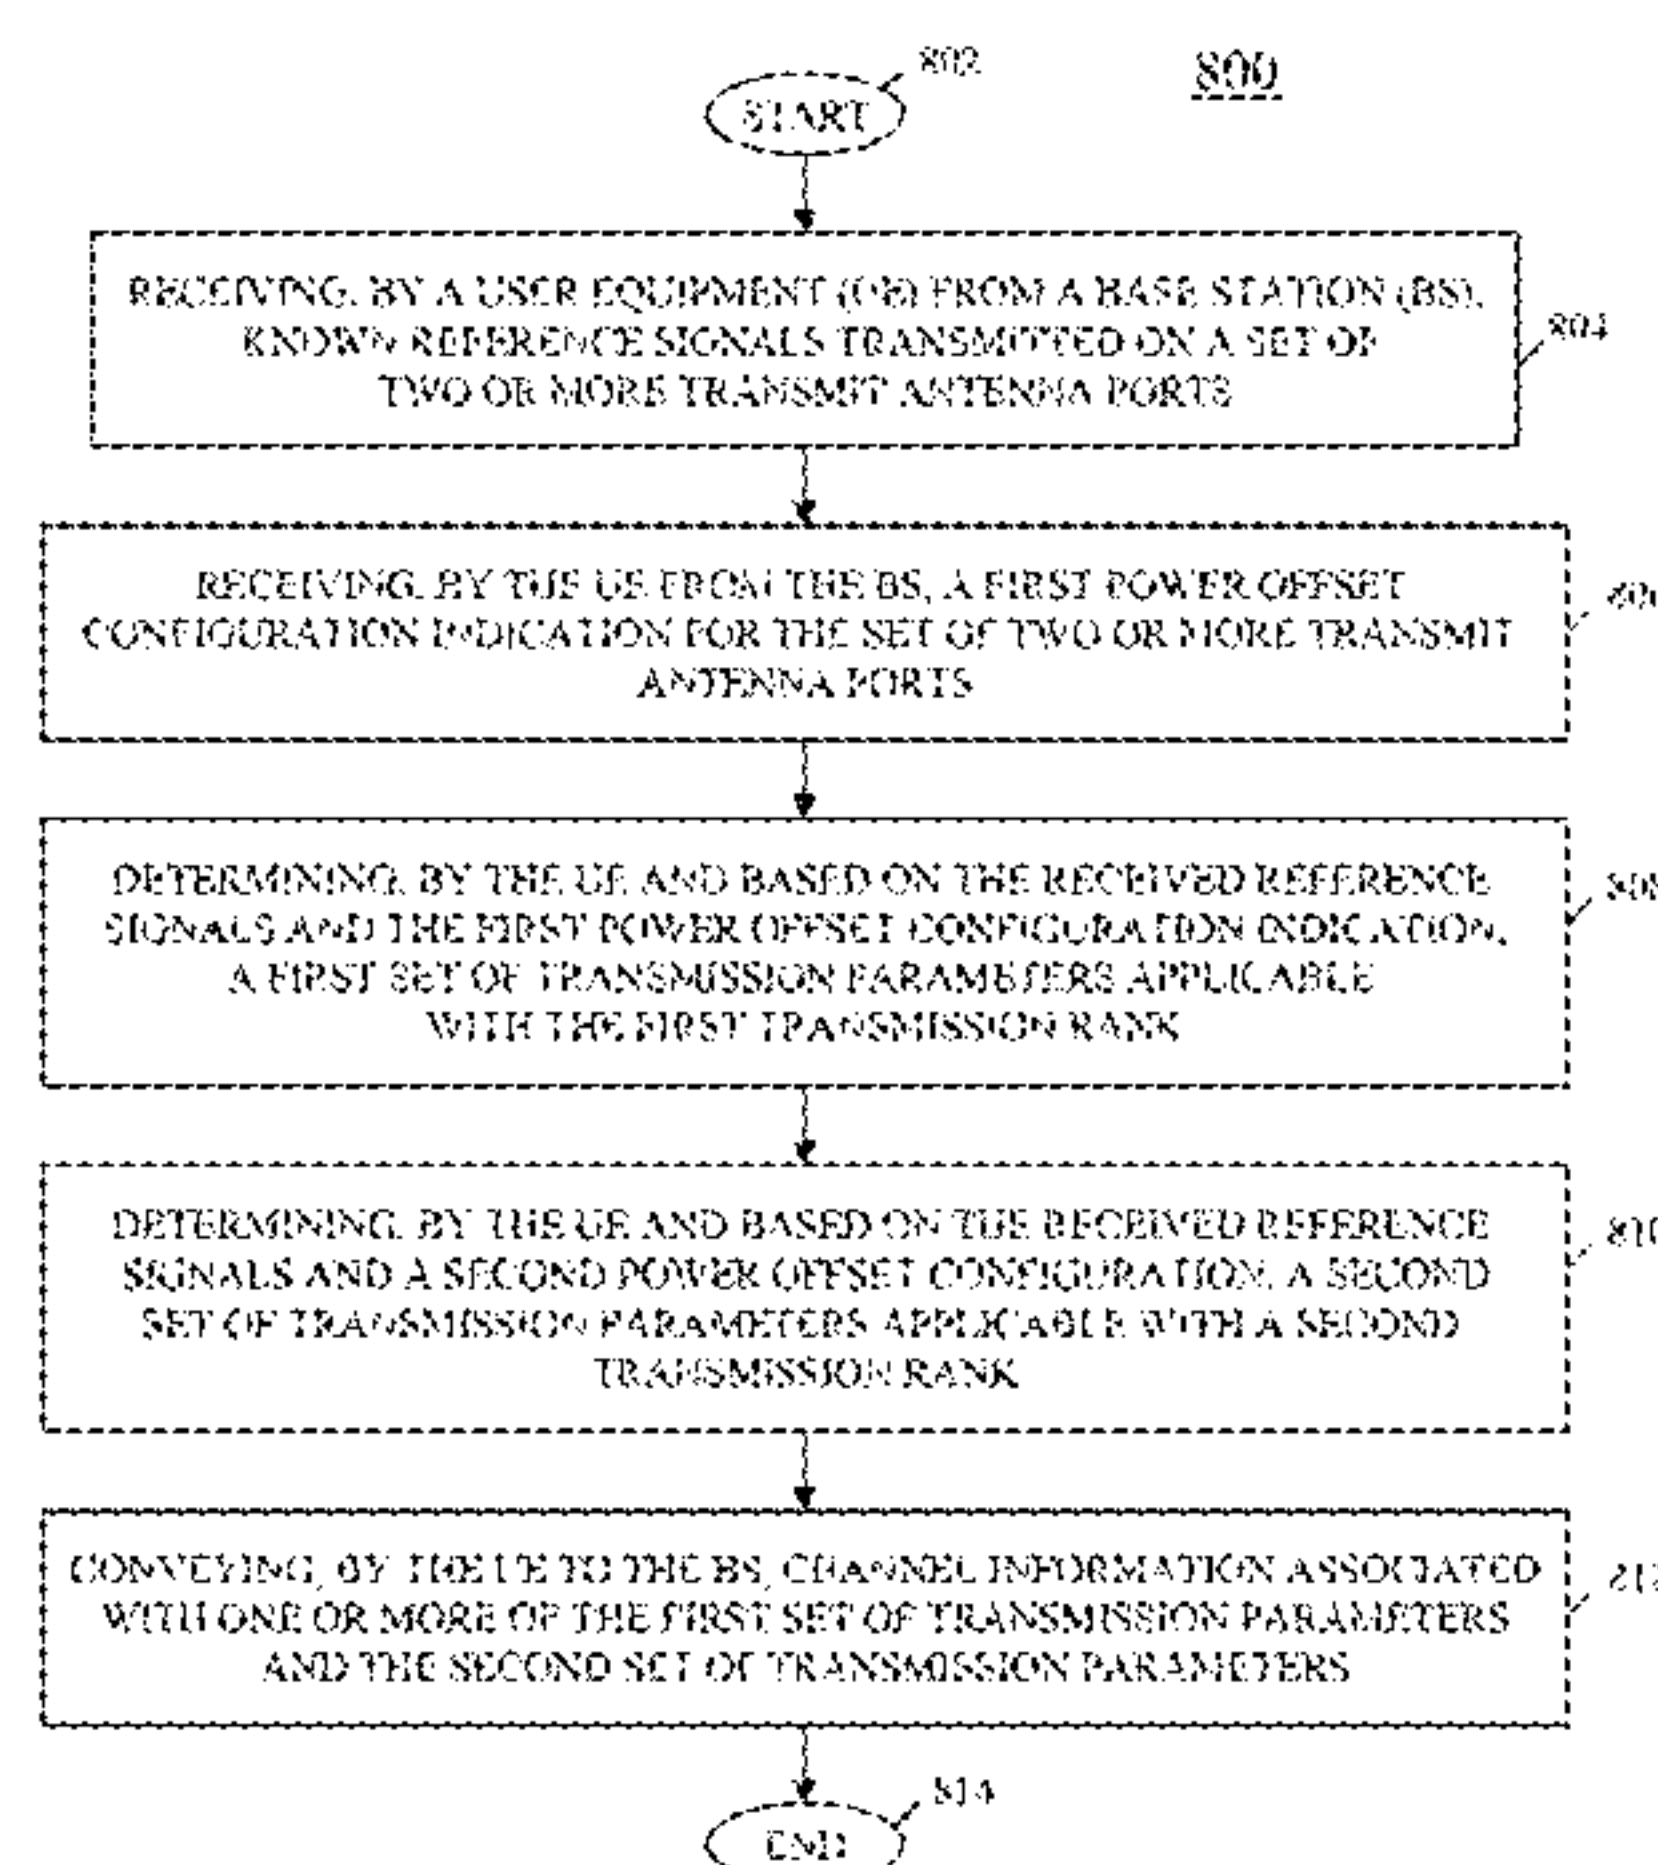 802
800
START
RECEIVING, BY A USER EQUIPMENT (UE) FROM A BASE STATION (BS),
KNOWN REFERENCE SIGNALS TRANSMITTED ON A SET OF
TWO OR MORE TRANSMIT ANTENNA PORTS
804
RECEIVING, BY THE UE FROM THE BS, A FIRST POWER OFFSET
CONFIGURATION INDICATION FOR THE SET OF TWO OR MORE TRANSMIT
ANTENNA PORTS
DETERMINING, BY THE UE AND BASED ON THE RECEIVED REFERENCE
SIGNALS AND THE FIRST POWER OFFSET CONFIGURATION INDICATION,
A FIRST SET OF TRANSMISSION PARAMETERS APPLICABLE
WITH THE FIRST TRANSMISSION RANK
DETERMINING, BY THE UE AND BASED ON THE RECEIVED REFERENCE
SIGNALS AND A SECOND POWER OFFSET CONFIGURATION, A SECOND
SET OF TRANSMISSION PARAMETERS APPLICABLE WITH A SECOND
TRANSMISSION RANK
810
CONVEYING, BY THE UE TO THE BS, CHANNEL INFORMATION ASSOCIATED
WITH ONE OR MORE OF THE FIRST SET OF TRANSMISSION PARAMETERS
AND THE SECOND SET OF TRANSMISSION PARAMETERS
814
END